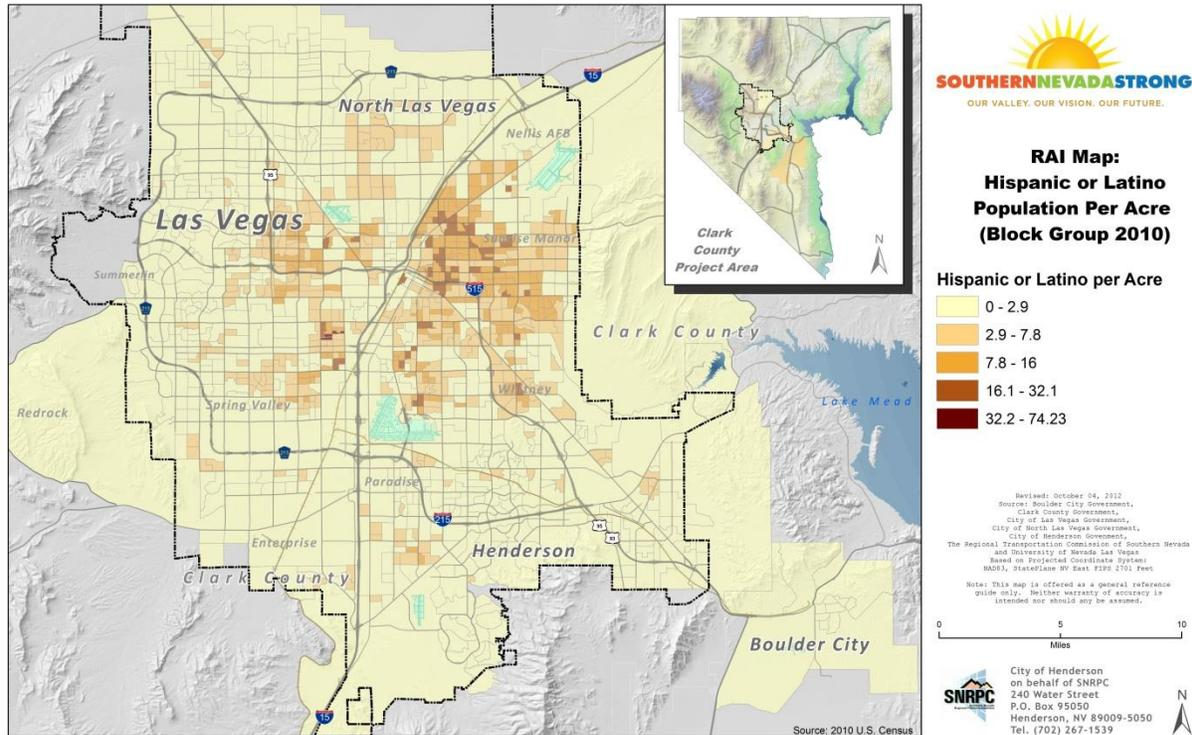 15
North Las Vegas
Nellis AFB
95
Las Vegas
Sunrise Manor
Summerlin
515
Clark County
Whitney
Lake Mead
Redrock
Spring Valley
Paradise
215
95
93
Enterprise
Henderson
Clark County
Boulder City
15
Source: 2010 U.S. Census
Clark
County
Project Area
N
SOUTHERNNEVADASTRONG
OUR VALLEY. OUR VISION. OUR FUTURE.
RAI Map:
Hispanic or Latino
Population Per Acre
(Block Group 2010)
Hispanic or Latino per Acre
0 - 2.9
2.9 - 7.8
7.8 - 16
16.1 - 32.1
32.2 - 74.23
Revised: October 04, 2012
Source: Boulder City Government,
Clark County Government,
City of Las Vegas Government,
City of North Las Vegas Government,
City of Henderson Govenment,
The Regional Transportation Commission of Southern Nevada
and University of Nevada Las Vegas
Based on Projected Coordinate System:
NAD83, StatePlane NV East FIPS 2701 Feet
Note: This map is offered as a general reference
guide only. Neither warranty of accuracy is
intended nor should any be assumed.
0 5 10
Miles
SNRPC
City of Henderson
on behalf of SNRPC
240 Water Street
P.O. Box 95050
Henderson, NV 89009-5050
Tel. (702) 267-1539
N